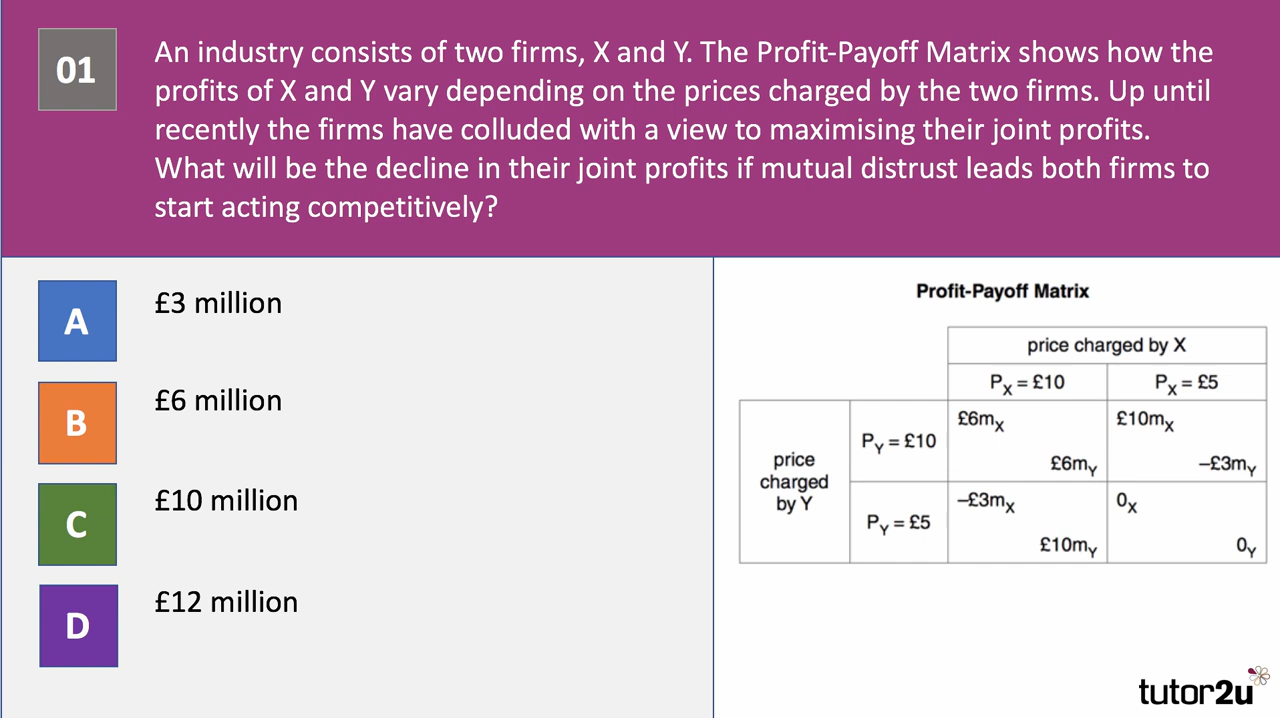 01
An industry consists of two firms, X and Y. The Profit-Payoff Matrix shows how the
profits of X and Y vary depending on the prices charged by the two firms. Up until
recently the firms have colluded with a view to maximising their joint profits.
What will be the decline in their joint profits if mutual distrust leads both firms to
start acting competitively?
A
£3 million
B
£6 million
C
£10 million
D
£12 million
Profit-Payoff Matrix
price charged by X
PX = £10
PX = £5
price
charged
by Y
PY = £10
£6mX
£6mY
£10mX
–£3mY
PY = £5
–£3mX
£10mY
0X
0Y
tutor2u